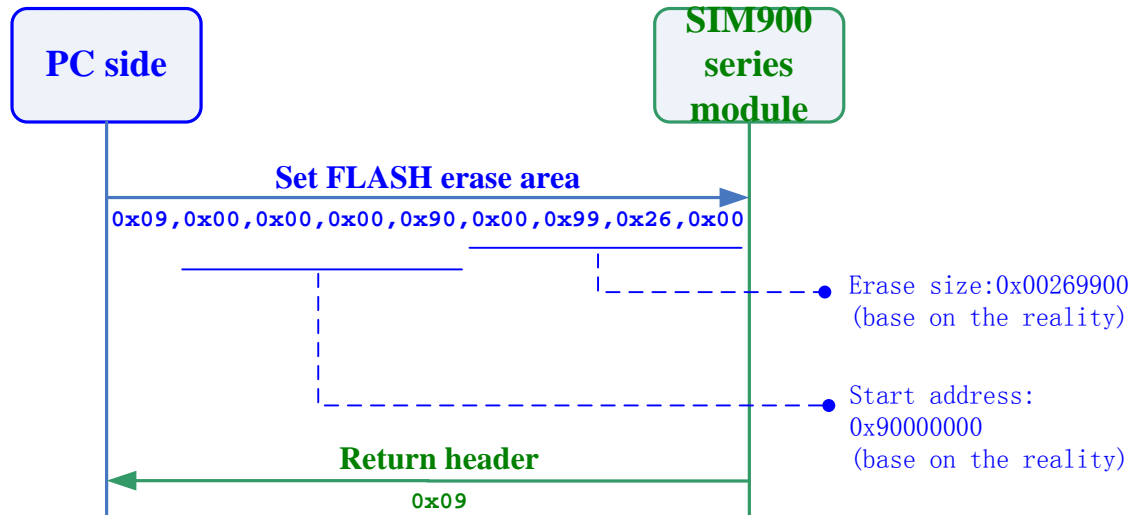 PC side
SIM900
series
module
Set FLASH erase area
0x09,0x00,0x00,0x00,0x90,0x00,0x99,0x26,0x00
Erase size:0x00269900
(base on the reality)
Start address:
0x90000000
(base on the reality)
Return header
0x09